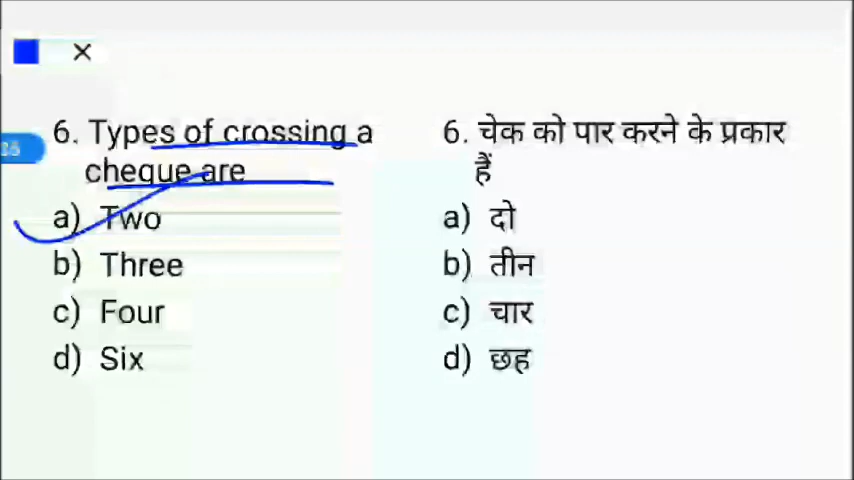 6. Types of crossing a
cheque are
a) Two
b) Three
c) Four
d) Six
6. चेक को पार करने के प्रकार
हैं
a) दो
b) तीन
c) चार
d) छह